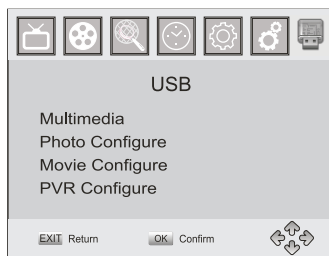 USB
Multimedia
Photo Configure
Movie Configure
PVR Configure
EXIT Return OK Confirm